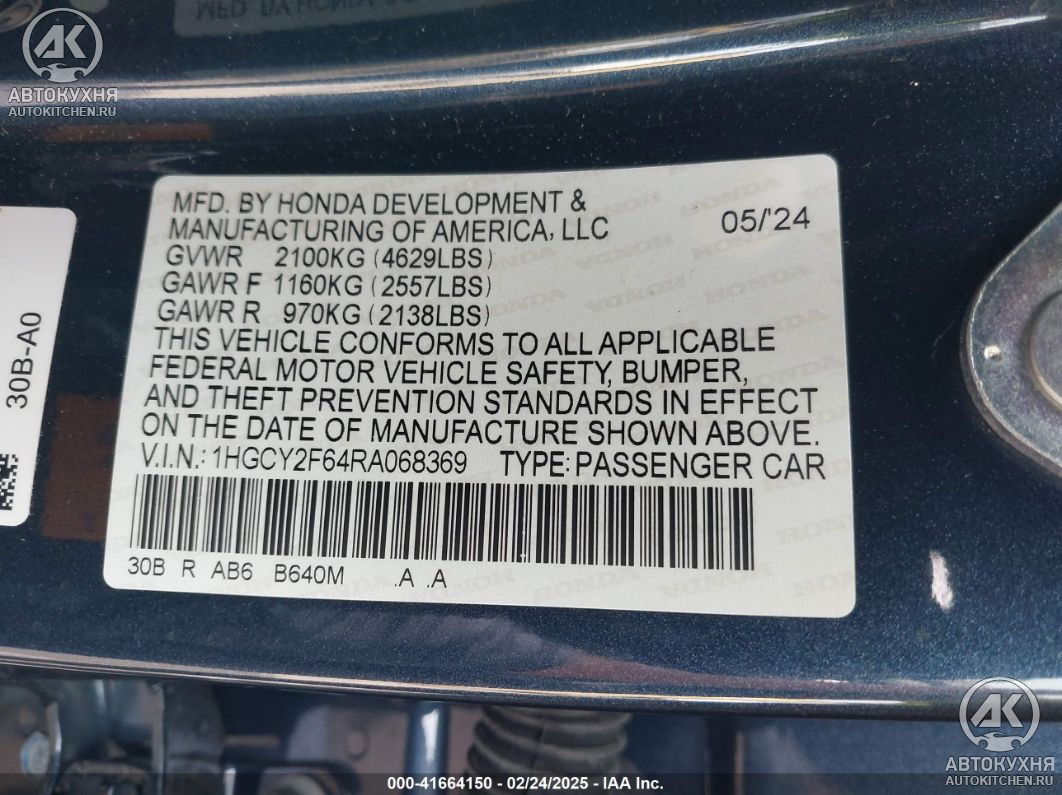 AK
АВТОКУХНЯ
AUTOKITCHEN.RU
MFD. BY HONDA DEVELOPMENT &
MANUFACTURING OF AMERICA, LLC 05/'24
GVWR 2100KG (4629LBS)
GAWR F 1160KG (2557LBS)
GAWR R 970KG (2138LBS)
THIS VEHICLE CONFORMS TO ALL APPLICABLE
FEDERAL MOTOR VEHICLE SAFETY, BUMPER,
AND THEFT PREVENTION STANDARDS IN EFFECT
ON THE DATE OF MANUFACTURE SHOWN ABOVE.
V.I.N.: 1HGCY2F64RA068369 TYPE: PASSENGER CAR
30B R AB6 B640M .A .A
30B-A0
AK
АВТОКУХНЯ
AUTOKITCHEN.RU
000-41664150 - 02/24/2025 - IAA Inc.